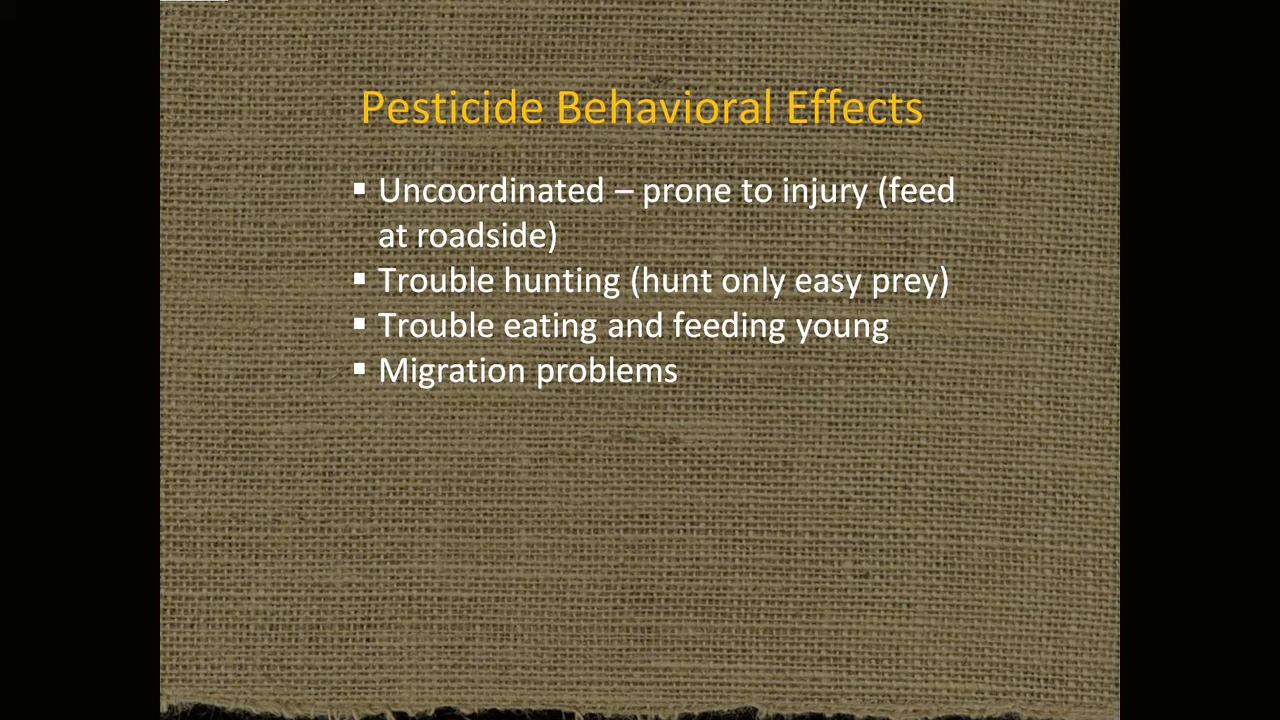 Pesticide Behavioral Effects
▪ Uncoordinated – prone to injury (feed
at roadside)
▪ Trouble hunting (hunt only easy prey)
▪ Trouble eating and feeding young
▪ Migration problems